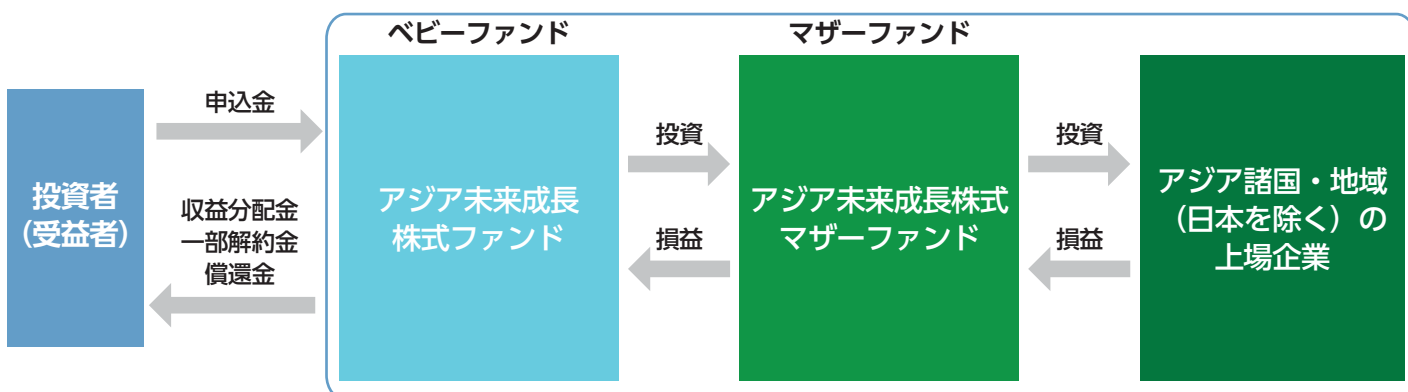 ベビーファンド
マザーファンド
投資者
（受益者）
申込金
収益分配金
一部解約金
償還金
アジア未来成長
株式ファンド
投資
損益
アジア未来成長株式
マザーファンド
投資
損益
アジア諸国・地域
（日本を除く）の
上場企業